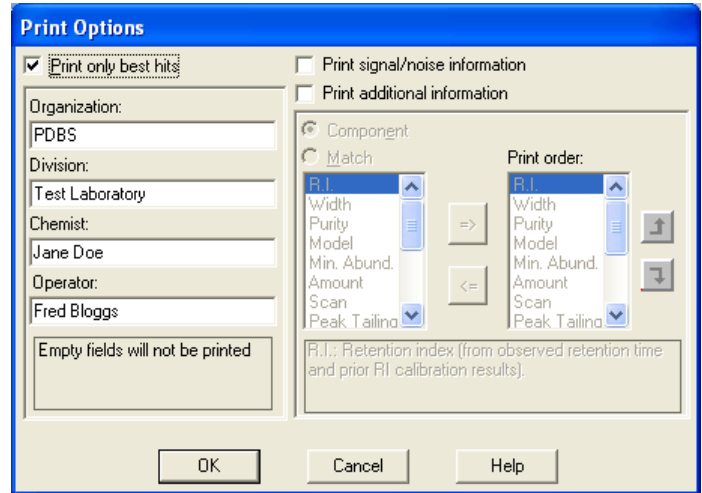 Print Options
Print only best hits
Organization:
PDBS
Division:
Test Laboratory
Chemist:
Jane Doe
Operator:
Fred Bloggs
Empty fields will not be printed
Print signal/noise information
Print additional information
Component
Match
R.I.
Width
Purity
Model
Min. Abund.
Amount
Scan
Peak Tailing
=>
<=
Print order:
R.I.
Width
Purity
Model
Min. Abund.
Amount
Scan
Peak Tailing
R.I.: Retention index (from observed retention time
and prior RI calibration results).
OK
Cancel
Help